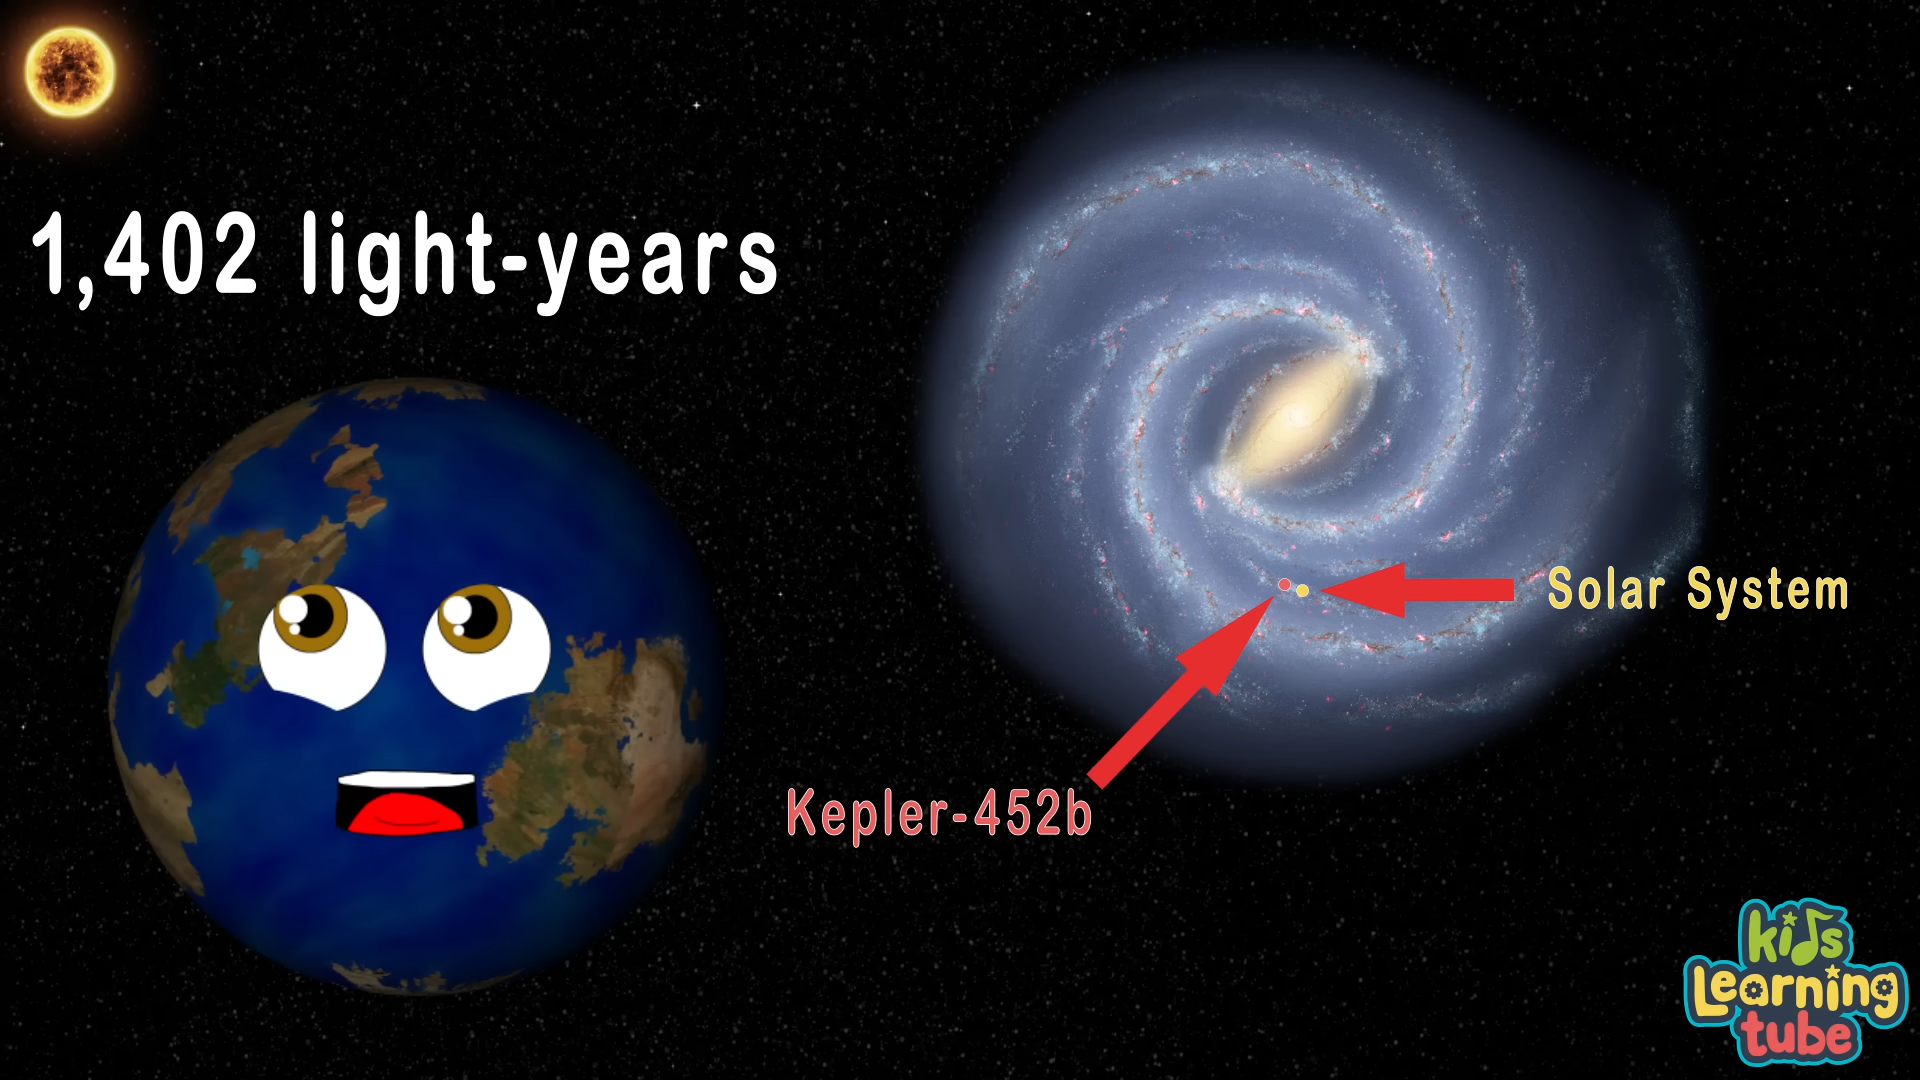 1,402 light-years
Solar System
Kepler-452b
kids
Learning
tube